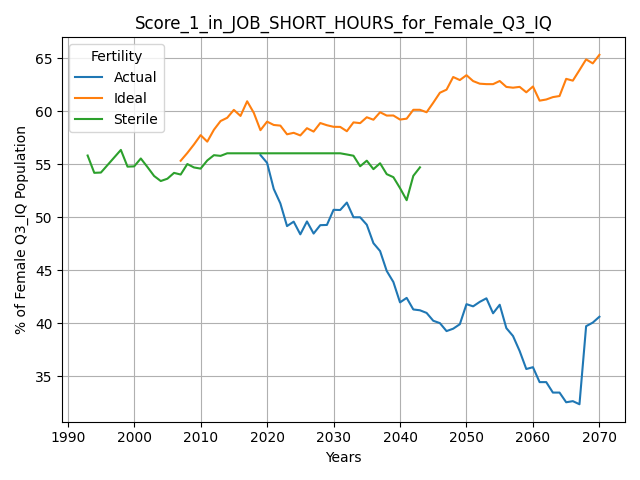 Score_1_in_JOB_SHORT_HOURS_for_Female_Q3_IQ
Fertility
Actual
Ideal
Sterile
65
60
55
50
45
40
35
% of Female Q3_IQ Population
1990 2000 2010 2020 2030 2040 2050 2060 2070
Years